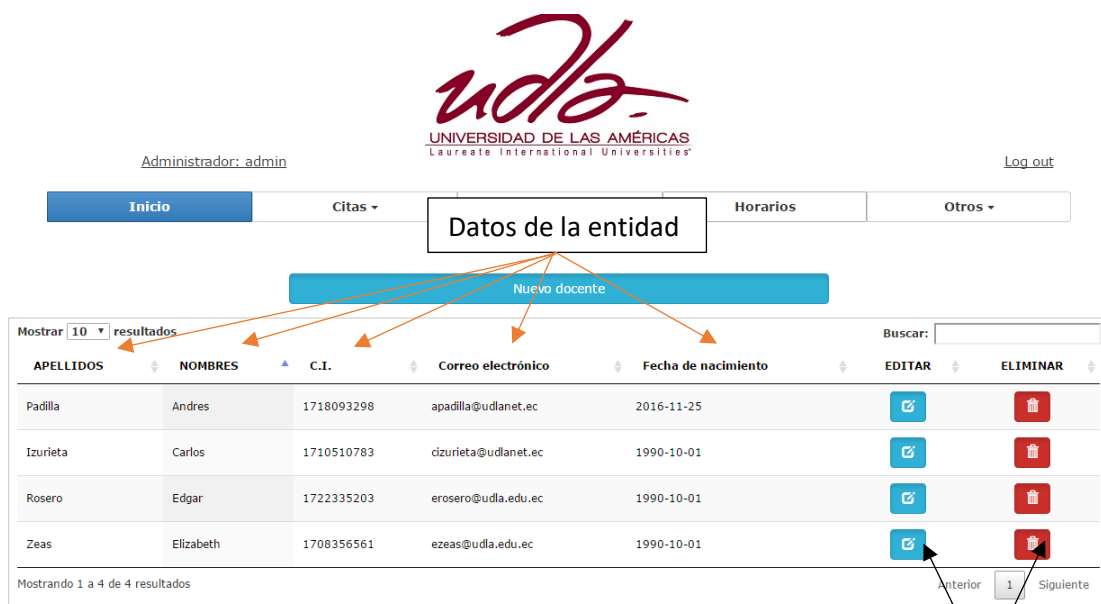 udla.
UNIVERSIDAD DE LAS AMÉRICAS
Laureate International Universities®
Administrador: admin
Log out
Inicio Citas Horarios Otros
Datos de la entidad
Nuevo docente
Mostrar 10 resultados Buscar:
APELLIDOS NOMBRES C.I. Correo electrónico Fecha de nacimiento EDITAR ELIMINAR
Padilla Andres 1718093298 apadilla@udlanet.ec 2016-11-25
Izurieta Carlos 1710510783 cizurieta@udlanet.ec 1990-10-01
Rosero Edgar 1722335203 erosero@udla.edu.ec 1990-10-01
Zeas Elizabeth 1708356561 ezeas@udla.edu.ec 1990-10-01
Mostrando 1 a 4 de 4 resultados Anterior 1 Siguiente